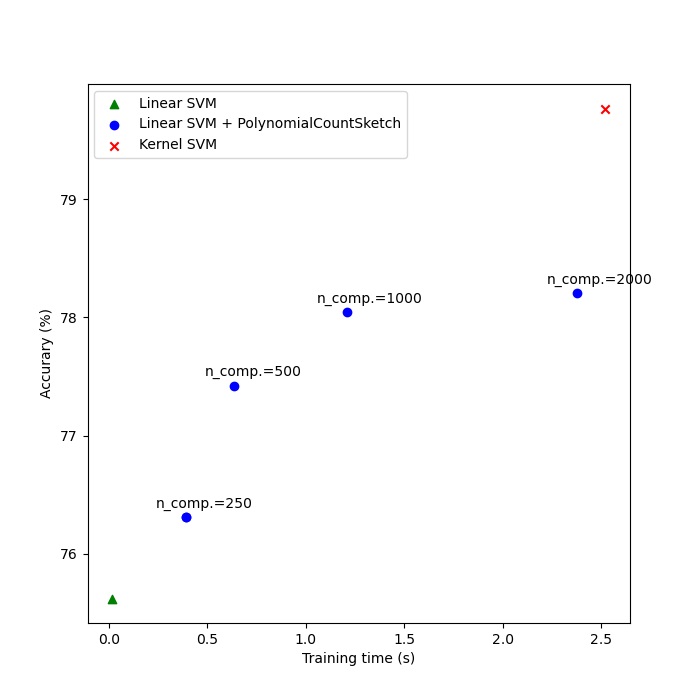 Linear SVM
Linear SVM + PolynomialCountSketch
Kernel SVM
79
n_comp.=2000
n_comp.=1000
78
n_comp.=500
Accurary (%)
77
n_comp.=250
76
0.0 0.5 1.0 1.5 2.0 2.5
Training time (s)